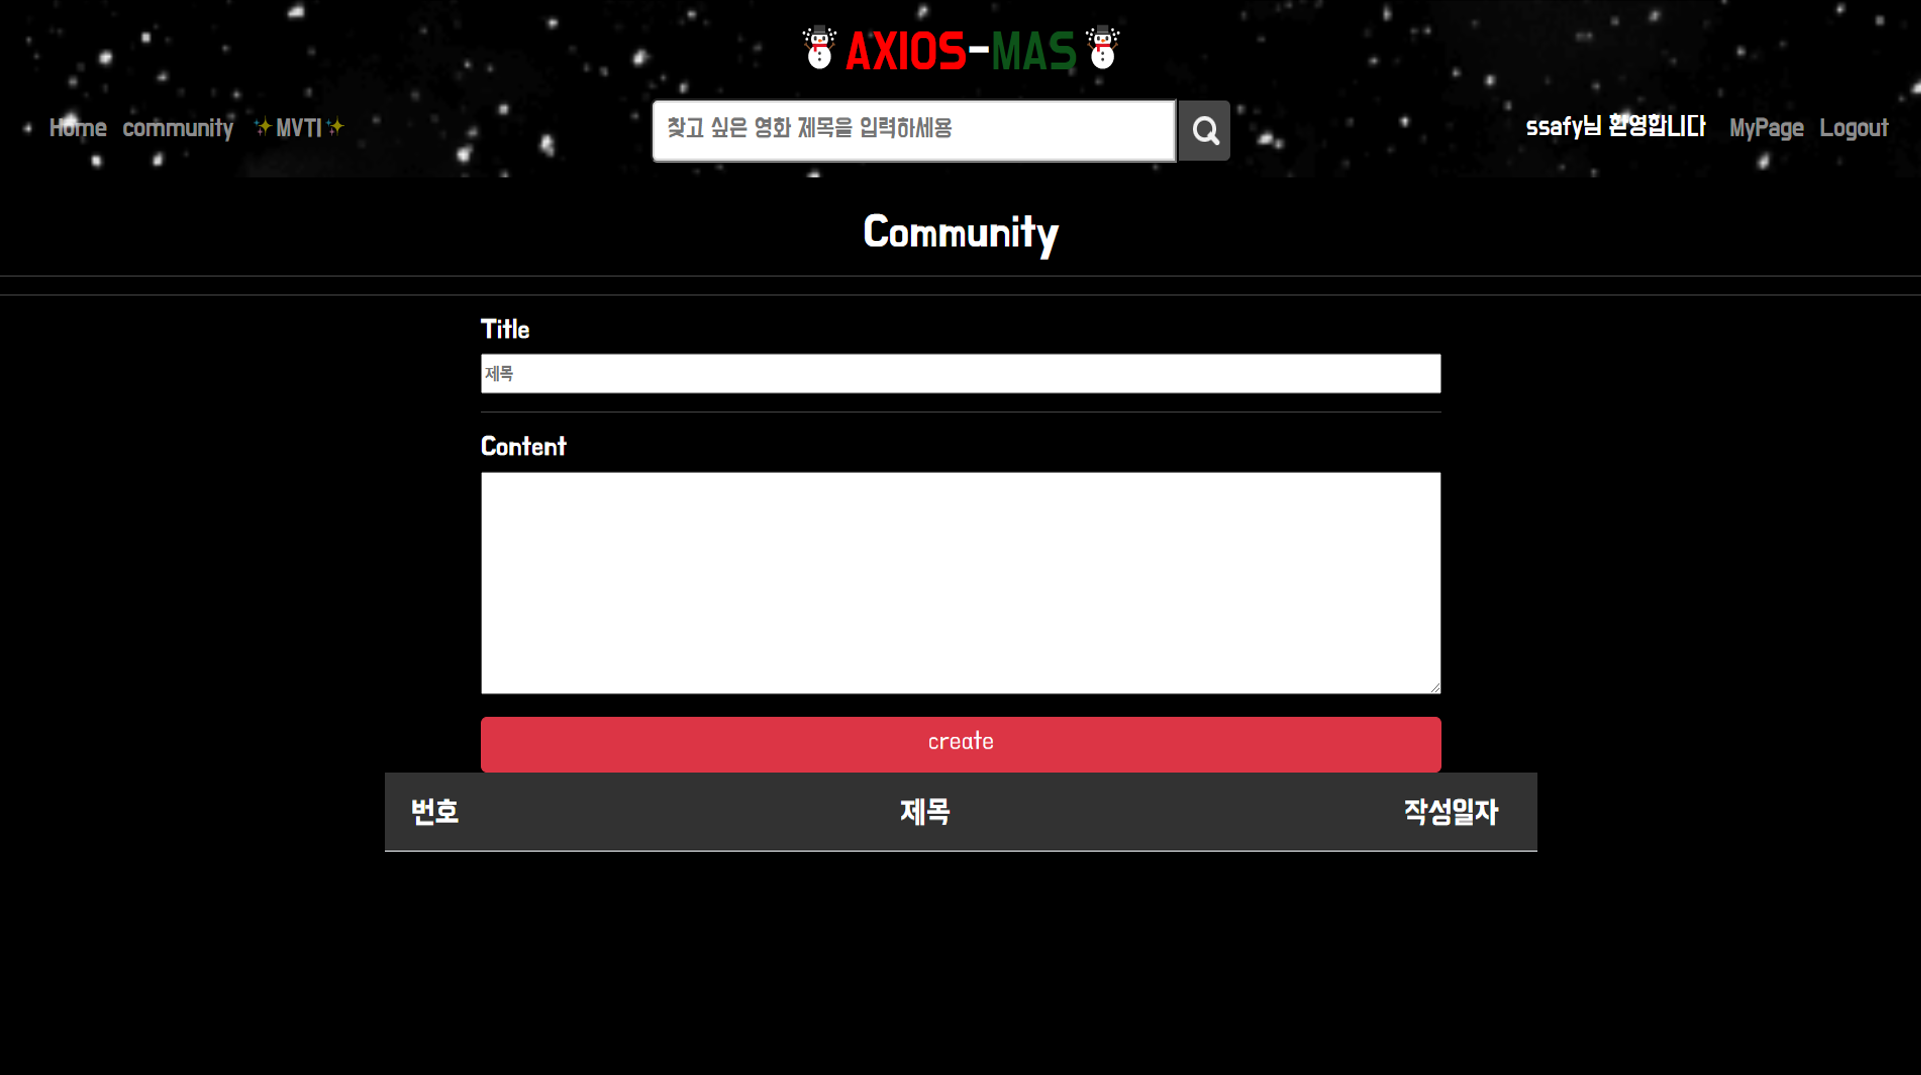 AXIOS-MAS
Home community MVTI
찾고 싶은 영화 제목을 입력하세용
ssafy님 환영합니다 MyPage Logout
Community
Title
제목
Content
create
번호 제목 작성일자